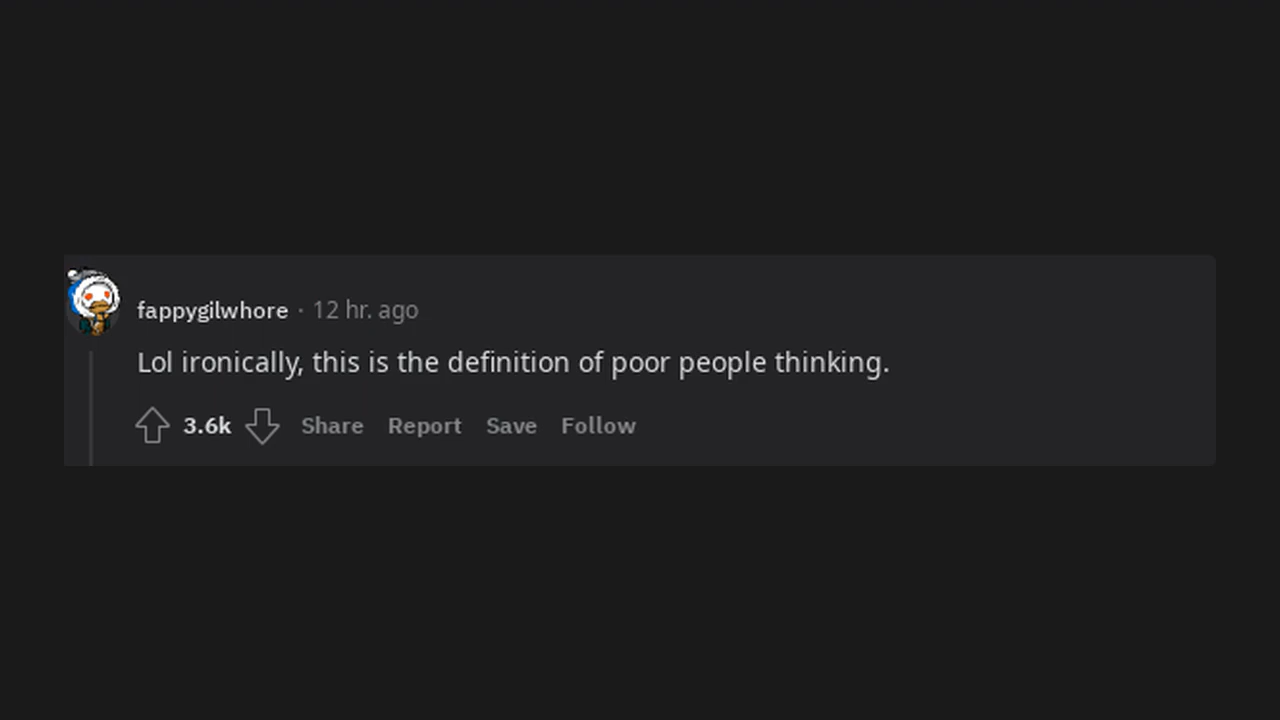 fappygilwhore · 12 hr. ago
Lol ironically, this is the definition of poor people thinking.
3.6k Share Report Save Follow